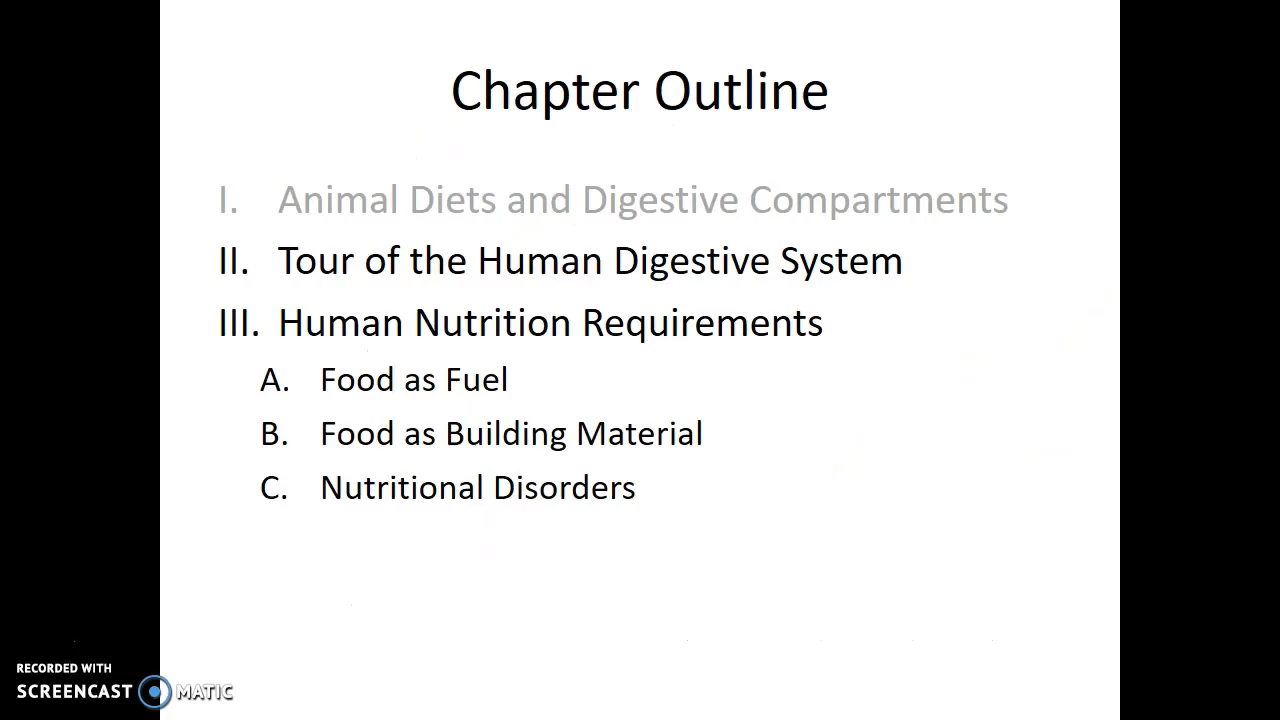 Chapter Outline
I. Animal Diets and Digestive Compartments
II. Tour of the Human Digestive System
III. Human Nutrition Requirements
A. Food as Fuel
B. Food as Building Material
C. Nutritional Disorders
RECORDED WITH
SCREENCAST MATIC